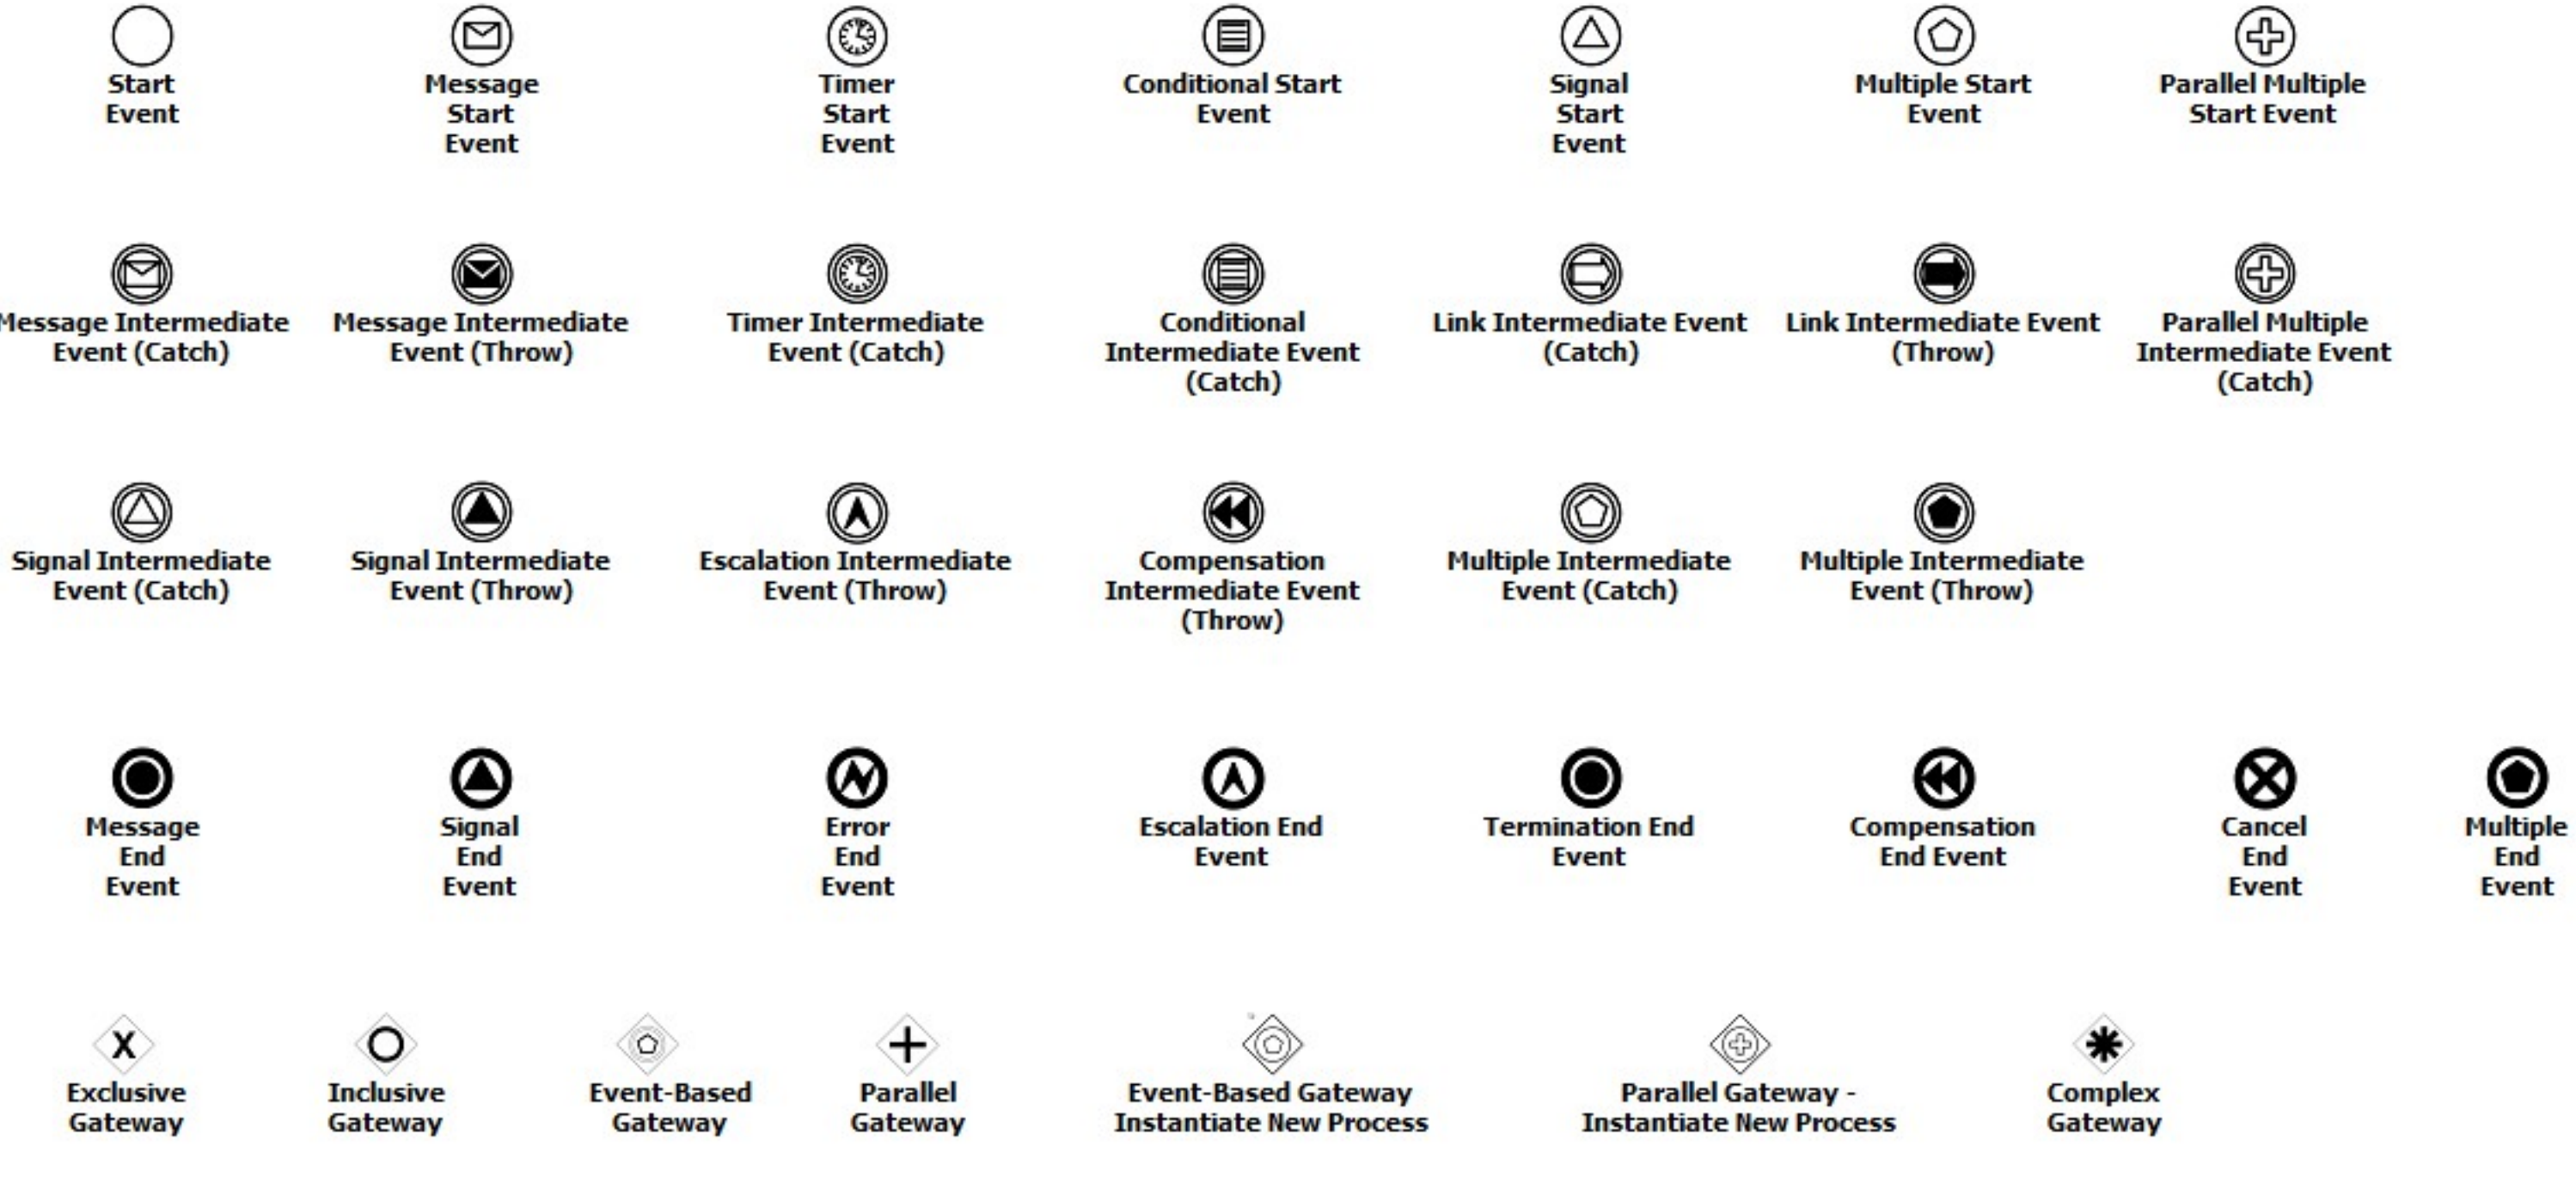 Start
Event
Message
Start
Event
Timer
Start
Event
Conditional Start
Event
Signal
Start
Event
Multiple Start
Event
Parallel Multiple
Start Event
Message Intermediate
Event (Catch)
Message Intermediate
Event (Throw)
Timer Intermediate
Event (Catch)
Conditional
Intermediate Event
(Catch)
Link Intermediate Event
(Catch)
Link Intermediate Event
(Throw)
Parallel Multiple
Intermediate Event
(Catch)
Signal Intermediate
Event (Catch)
Signal Intermediate
Event (Throw)
Escalation Intermediate
Event (Throw)
Compensation
Intermediate Event
(Throw)
Multiple Intermediate
Event (Catch)
Multiple Intermediate
Event (Throw)
Message
End
Event
Signal
End
Event
Error
End
Event
Escalation End
Event
Termination End
Event
Compensation
End Event
Cancel
End
Event
Multiple
End
Event
X
Exclusive
Gateway
Inclusive
Gateway
Event-Based
Gateway
Parallel
Gateway
Event-Based Gateway
Instantiate New Process
Parallel Gateway -
Instantiate New Process
Complex
Gateway